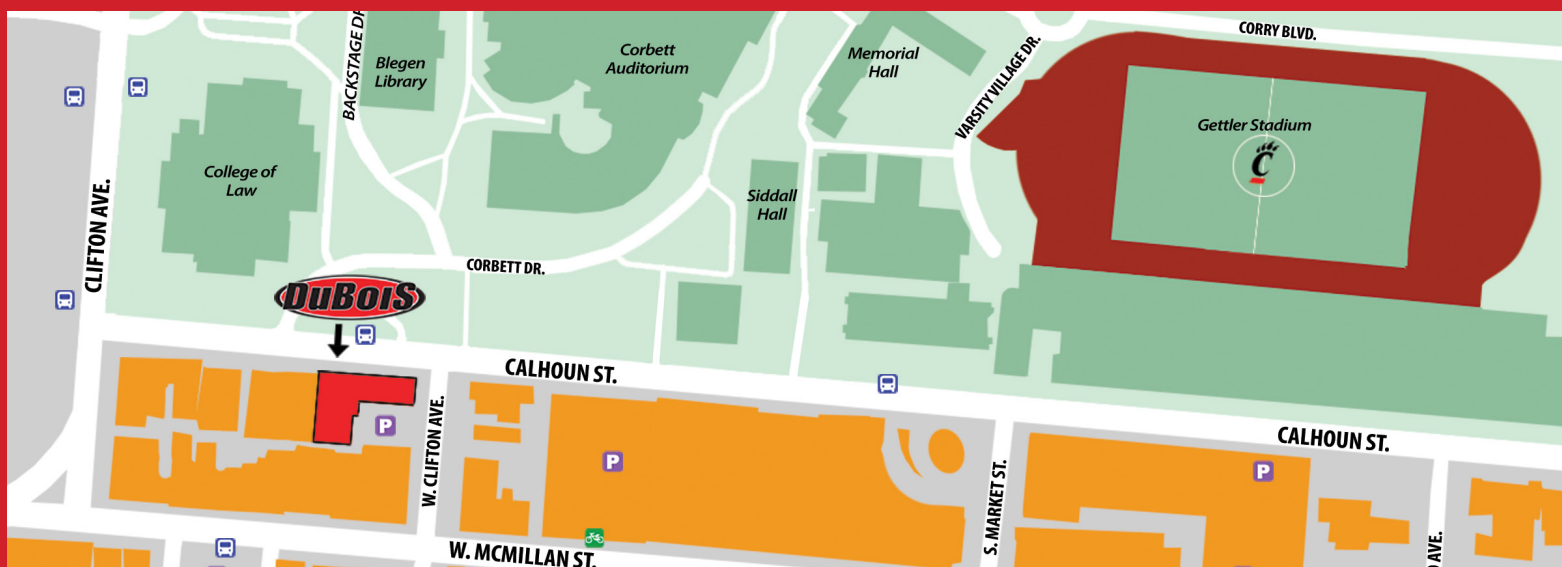 CORRY BLVD.
BACKSTAGE
Corbett
Auditorium
Memorial
Hall
Blegen
Library
VARSITY VILLAGE DR.
Gettler Stadium
C
College of
Law
Siddall
Hall
CLIFTON AVE.
CORBETT DR.
DuBOIS
CALHOUN ST.
P
W. CLIFTON AVE.
P
CALHOUN ST.
P
S. MARKET ST.
AVE.
W. MCMILLAN ST.